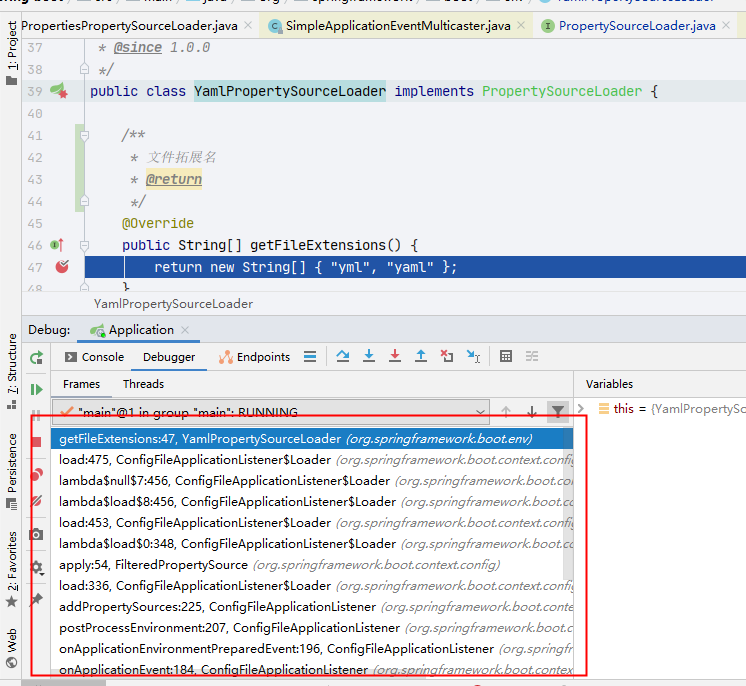 PropertiesPropertySourceLoader.java
SimpleApplicationEventMulticaster.java
PropertySourceLoader.java
1: Project
37 * @since 1.0.0
38 */
39 public class YamlPropertySourceLoader implements PropertySourceLoader {
40
41 /**
42 * 文件拓展名
43 * @return
44 */
45 @Override
46 public String[] getFileExtensions() {
47 return new String[] { "yml", "yaml" };
48 }
YamlPropertySourceLoader
Debug: Application
Console Debugger Endpoints
7: Structure
Frames Threads
Variables
"main"@1 in group "main": RUNNING
this = {YamlPropertySo
getFileExtensions:47, YamlPropertySourceLoader (org.springframework.boot.env)
load:475, ConfigFileApplicationListener$Loader (org.springframework.boot.context.config
lambda$null$7:456, ConfigFileApplicationListener$Loader (org.springframework.boot.co
lambda$load$8:456, ConfigFileApplicationListener$Loader (org.springframework.boot.co
load:453, ConfigFileApplicationListener$Loader (org.springframework.boot.context.config
lambda$load$0:348, ConfigFileApplicationListener$Loader (org.springframework.boot.co
apply:54, FilteredPropertySource (org.springframework.boot.context.config)
load:336, ConfigFileApplicationListener$Loader (org.springframework.boot.context.config
addPropertySources:225, ConfigFileApplicationListener (org.springframework.boot.cont
postProcessEnvironment:207, ConfigFileApplicationListener (org.springframework.boot.c
onApplicationEnvironmentPreparedEvent:196, ConfigFileApplicationListener (org.spring
onApplicationEvent:184, ConfigFileApplicationListener (org.springframework.boot.conte
Persistence
2: Favorites
Web